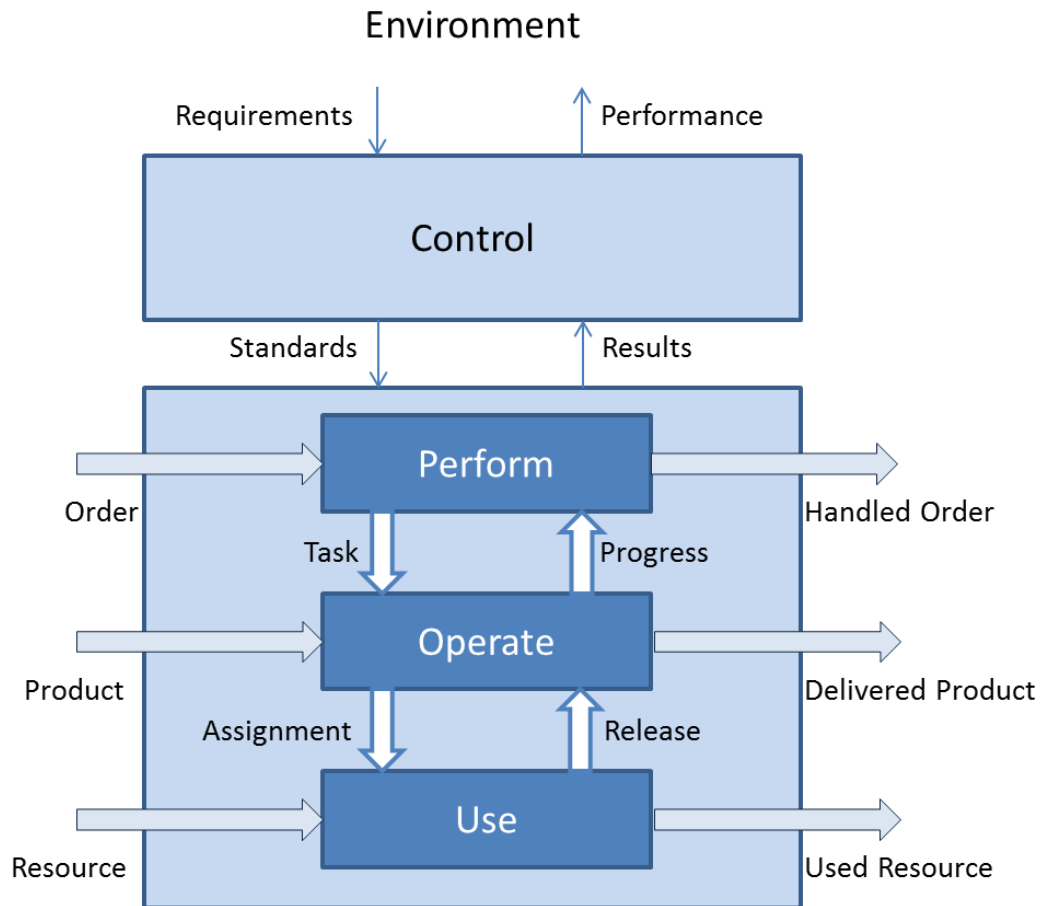 Environment
Requirements
Performance
Control
Standards
Results
Perform
Order
Handled Order
Task
Progress
Operate
Product
Delivered Product
Assignment
Release
Use
Resource
Used Resource